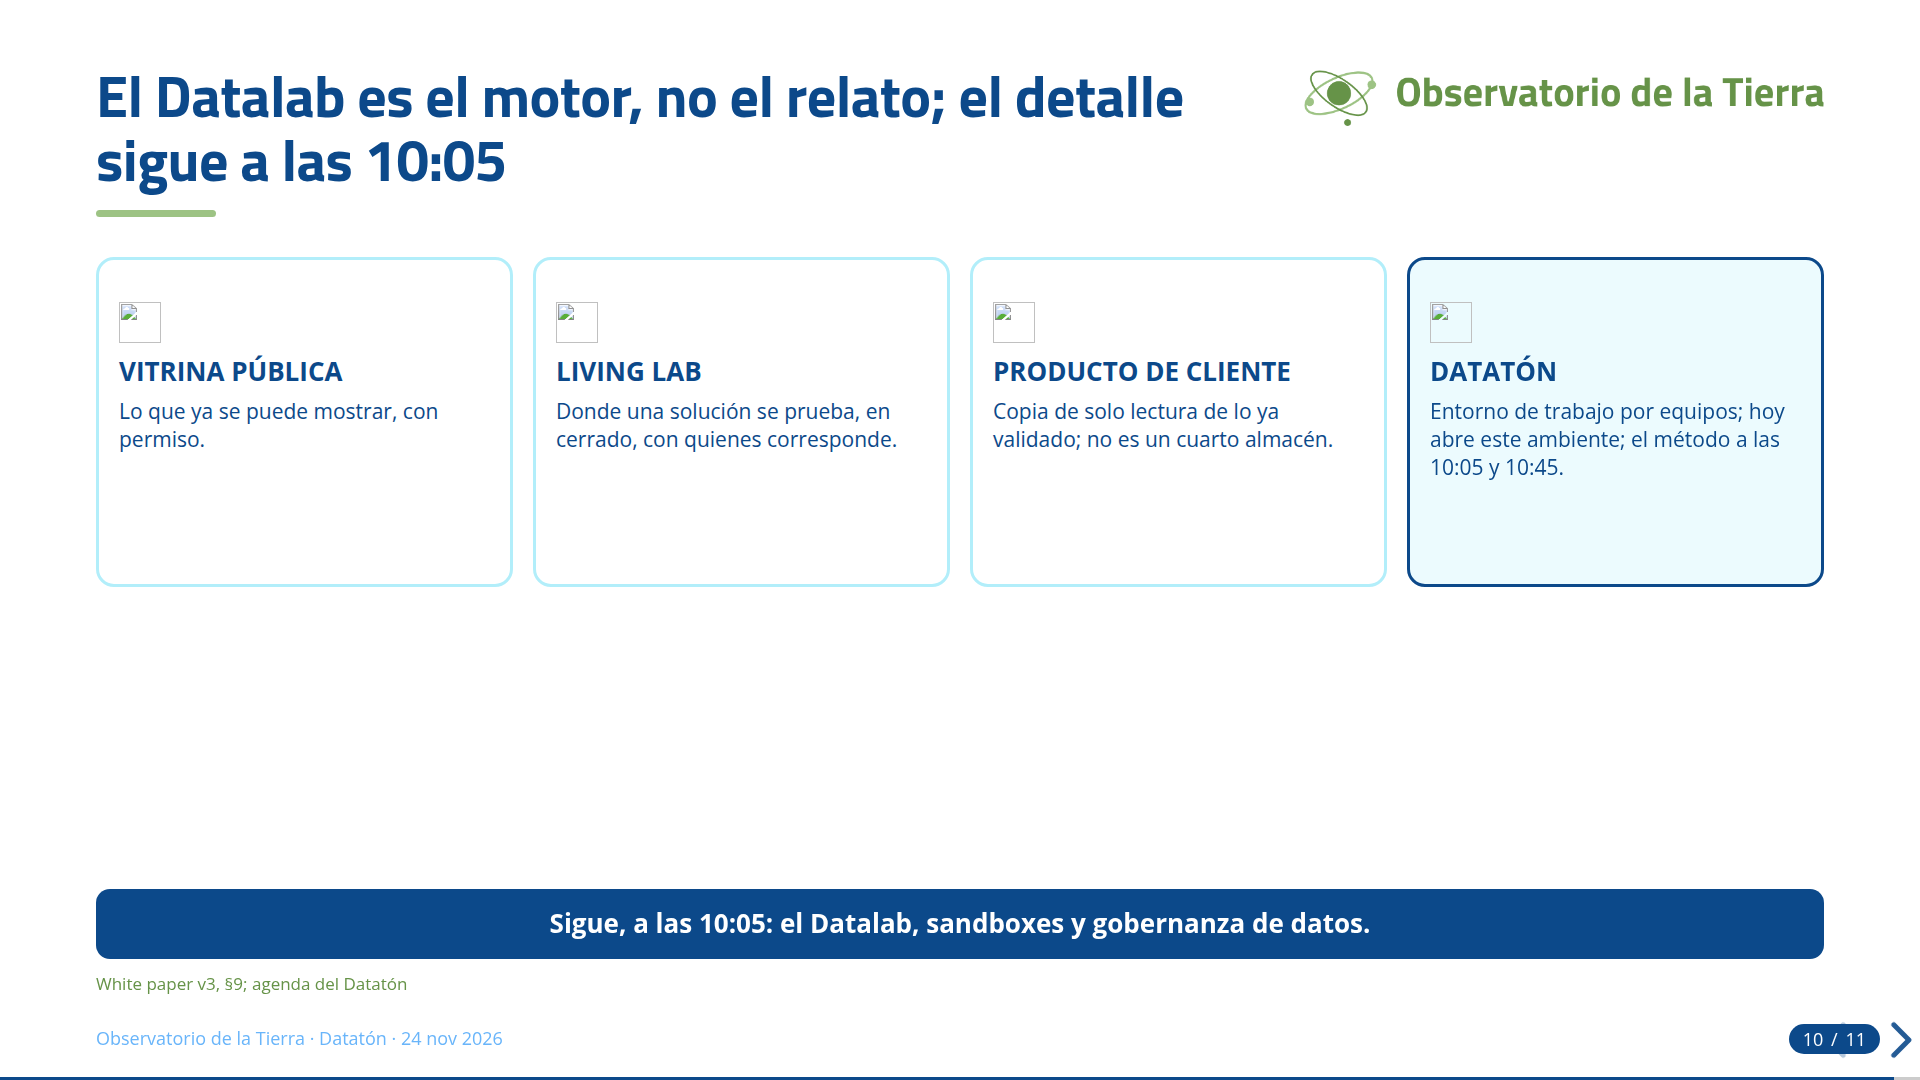 El Datalab es el motor, no el relato; el detalle
sigue a las 10:05
Observatorio de la Tierra
VITRINA PÚBLICA
Lo que ya se puede mostrar, con
permiso.
LIVING LAB
Donde una solución se prueba, en
cerrado, con quienes corresponde.
PRODUCTO DE CLIENTE
Copia de solo lectura de lo ya
validado; no es un cuarto almacén.
DATATÓN
Entorno de trabajo por equipos; hoy
abre este ambiente; el método a las
10:05 y 10:45.
Sigue, a las 10:05: el Datalab, sandboxes y gobernanza de datos.
White paper v3, §9; agenda del Datatón
Observatorio de la Tierra · Datatón · 24 nov 2026
10 / 11